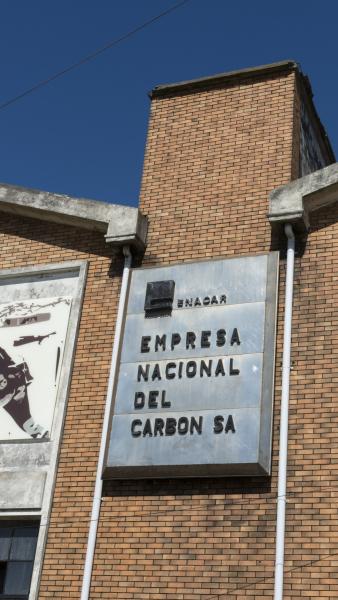 ENACAR
EMPRESA
NACIONAL
DEL
CARBON SA